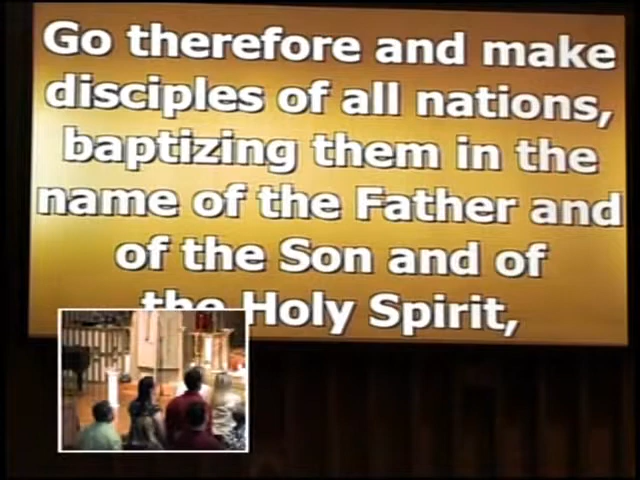 Go therefore and make
disciples of all nations,
baptizing them in the
name of the Father and
of the Son and of
the Holy Spirit,